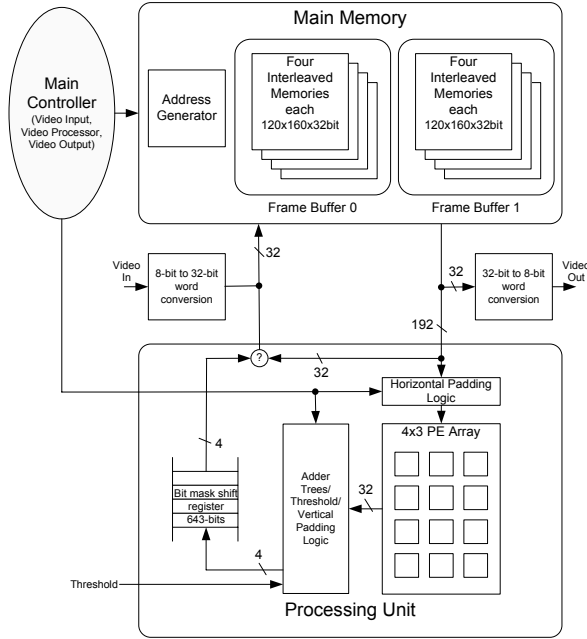 Main Memory
Main
Controller
(Video Input,
Video Processor,
Video Output)
Address
Generator
Four
Interleaved
Memories
each
120x160x32bit
Frame Buffer 0
Four
Interleaved
Memories
each
120x160x32bit
Frame Buffer 1
Video
In
8-bit to 32-bit
word
conversion
32
32
32-bit to 8-bit
word
conversion
Video
Out
192
?
32
Horizontal Padding
Logic
4
Bit mask shift
register
643-bits
Adder
Trees/
Threshold/
Vertical
Padding
Logic
32
4x3 PE Array
4
Threshold
Processing Unit